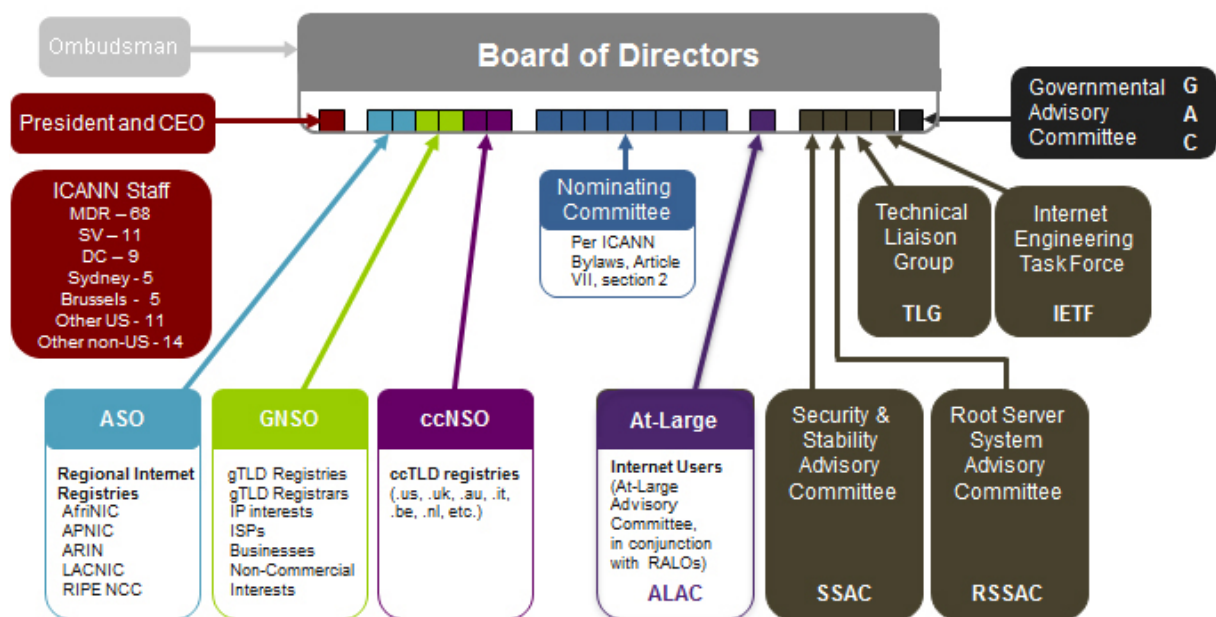 Ombudsman
Board of Directors
President and CEO
Governmental
Advisory
Committee
G
A
C
ICANN Staff
MDR – 68
SV – 11
DC – 9
Sydney - 5
Brussels - 5
Other US - 11
Other non-US - 14
Nominating
Committee
Per ICANN
Bylaws, Article
VII, section 2
Technical
Liaison
Group
TLG
Internet
Engineering
Task Force
IETF
ASO
Regional Internet
Registries
AfriNIC
APNIC
ARIN
LACNIC
RIPE NCC
GNSO
gTLD Registries
gTLD Registrars
IP interests
ISPs
Businesses
Non-Commercial
Interests
ccNSO
ccTLD registries
(.us, .uk, .au, .it,
.be, .nl, etc.)
At-Large
Internet Users
(At-Large
Advisory
Committee,
in conjunction
with RALOs)
ALAC
Security &
Stability
Advisory
Committee
SSAC
Root Server
System
Advisory
Committee
RSSAC